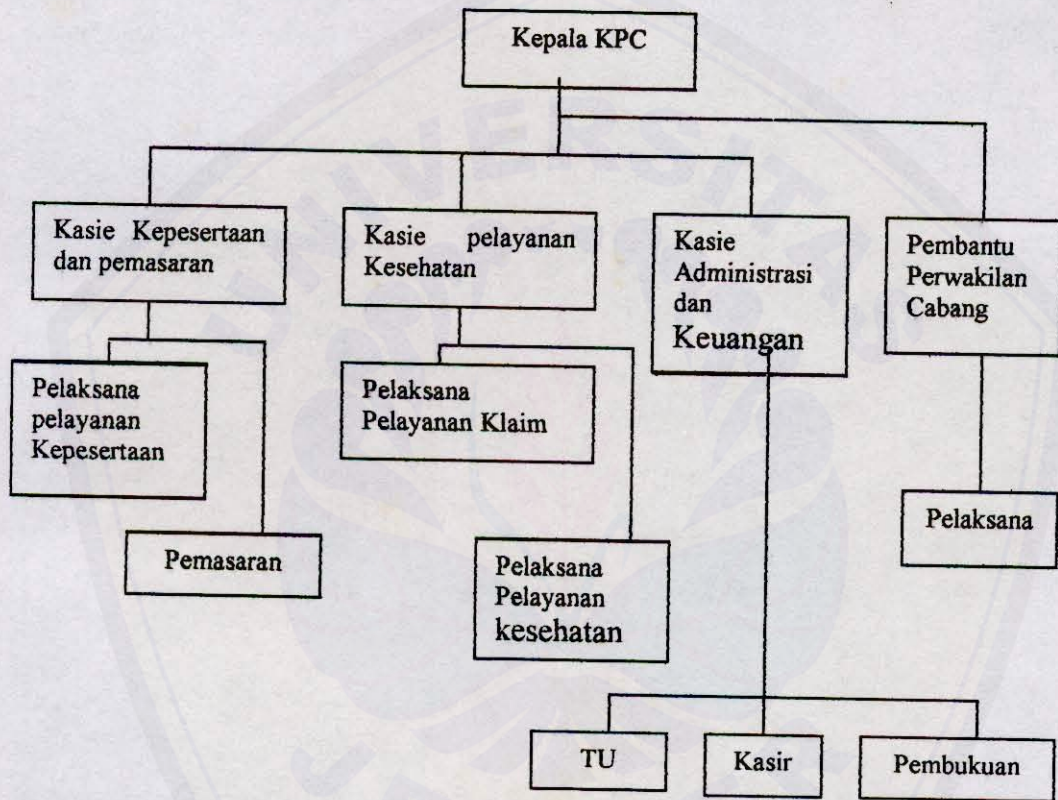 Kepala KPC
Kasie Kepesertaan
dan pemasaran
Kasie pelayanan
Kesehatan
Kasie
Administrasi
dan
Keuangan
Pembantu
Perwakilan
Cabang
Pelaksana
pelayanan
Kepesertaan
Pelaksana
Pelayanan Klaim
Pelaksana
Pemasaran
Pelaksana
Pelayanan
kesehatan
TU
Kasir
Pembukuan
UNIVERSITAS